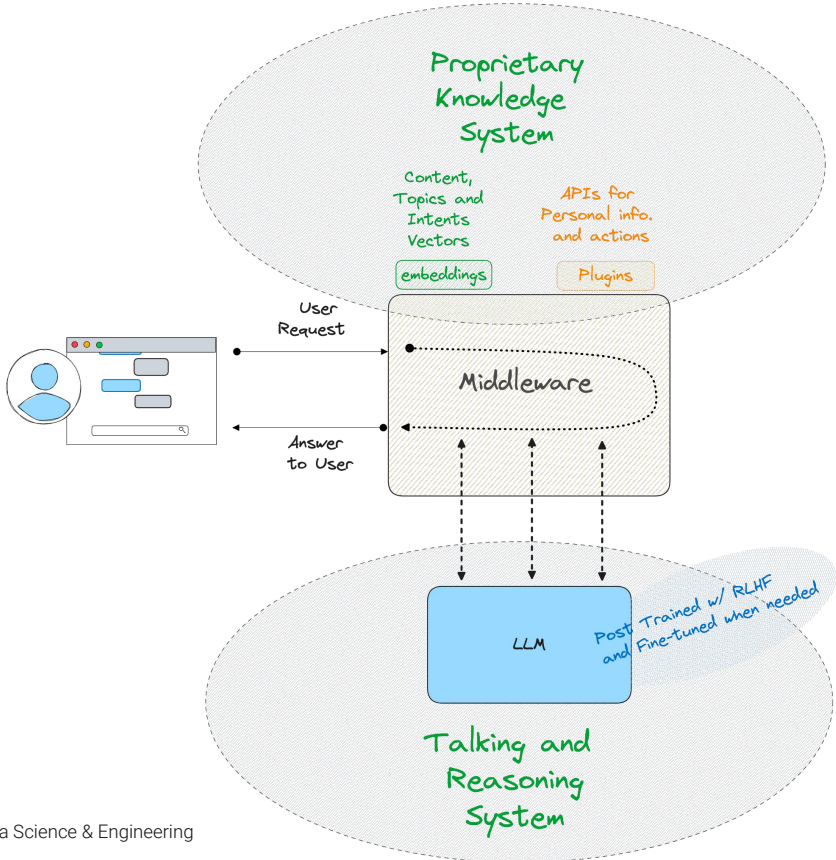 Proprietary
Knowledge
System
Content,
Topics and
Intents
Vectors
APIs for
Personal info.
and actions
embeddings
Plugins
User
Request
Middleware
Answer
to User
LLM
Post Trained w/ RLHF
and Fine-tuned when needed
Talking and
Reasoning
System
a Science & Engineering